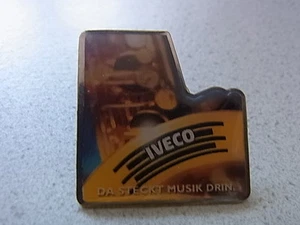 IVECO
DA STECKT MUSIK DRIN.